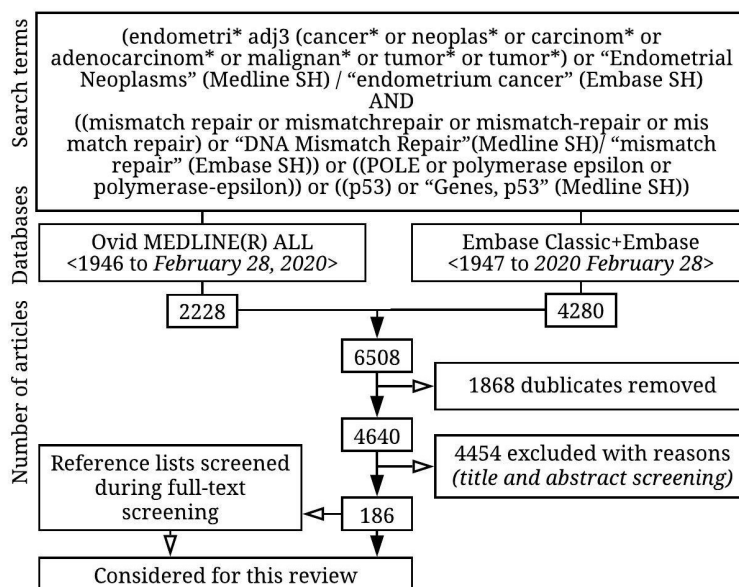 Search terms
(endometri* adj3 (cancer* or neoplas* or carcinom* or
adenocarcinom* or malignan* or tumor* or tumor*) or “Endometrial
Neoplasms” (Medline SH) / “endometrium cancer” (Embase SH)
AND
((mismatch repair or mismatchrepair or mismatch-repair or mis
match repair) or “DNA Mismatch Repair”(Medline SH)/ “mismatch
repair” (Embase SH)) or ((POLE or polymerase epsilon or
polymerase-epsilon)) or ((p53) or “Genes, p53” (Medline SH))
Databases
Ovid MEDLINE(R) ALL
<1946 to February 28, 2020>
Embase Classic+Embase
<1947 to 2020 February 28>
Number of articles
2228
4280
6508
1868 dublicates removed
4640
4454 excluded with reasons
(title and abstract screening)
Reference lists screened
during full-text
screening
186
Considered for this review